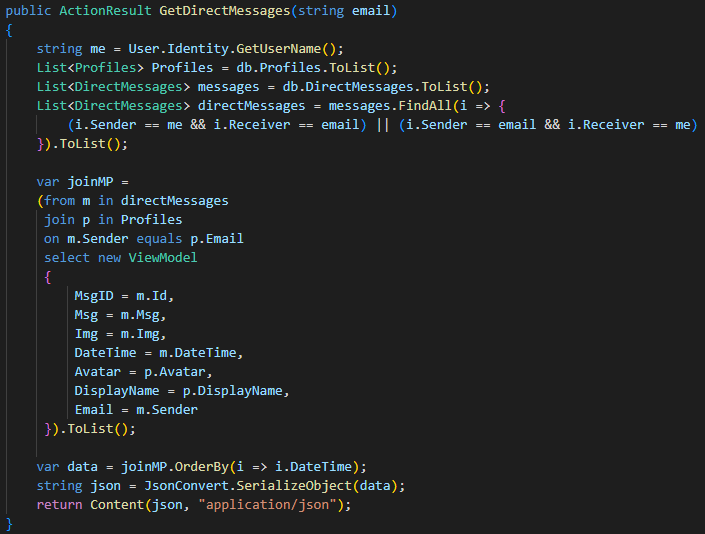 public ActionResult GetDirectMessages(string email)
{
    string me = User.Identity.GetUserName();
    List<Profiles> Profiles = db.Profiles.ToList();
    List<DirectMessages> messages = db.DirectMessages.ToList();
    List<DirectMessages> directMessages = messages.FindAll(i => {
        (i.Sender == me && i.Receiver == email) || (i.Sender == email && i.Receiver == me)
    }).ToList();

    var joinMP =
    (from m in directMessages
     join p in Profiles
     on m.Sender equals p.Email
     select new ViewModel
     {
         MsgID = m.Id,
         Msg = m.Msg,
         Img = m.Img,
         DateTime = m.DateTime,
         Avatar = p.Avatar,
         DisplayName = p.DisplayName,
         Email = m.Sender
     }).ToList();

    var data = joinMP.OrderBy(i => i.DateTime);
    string json = JsonConvert.SerializeObject(data);
    return Content(json, "application/json");
}